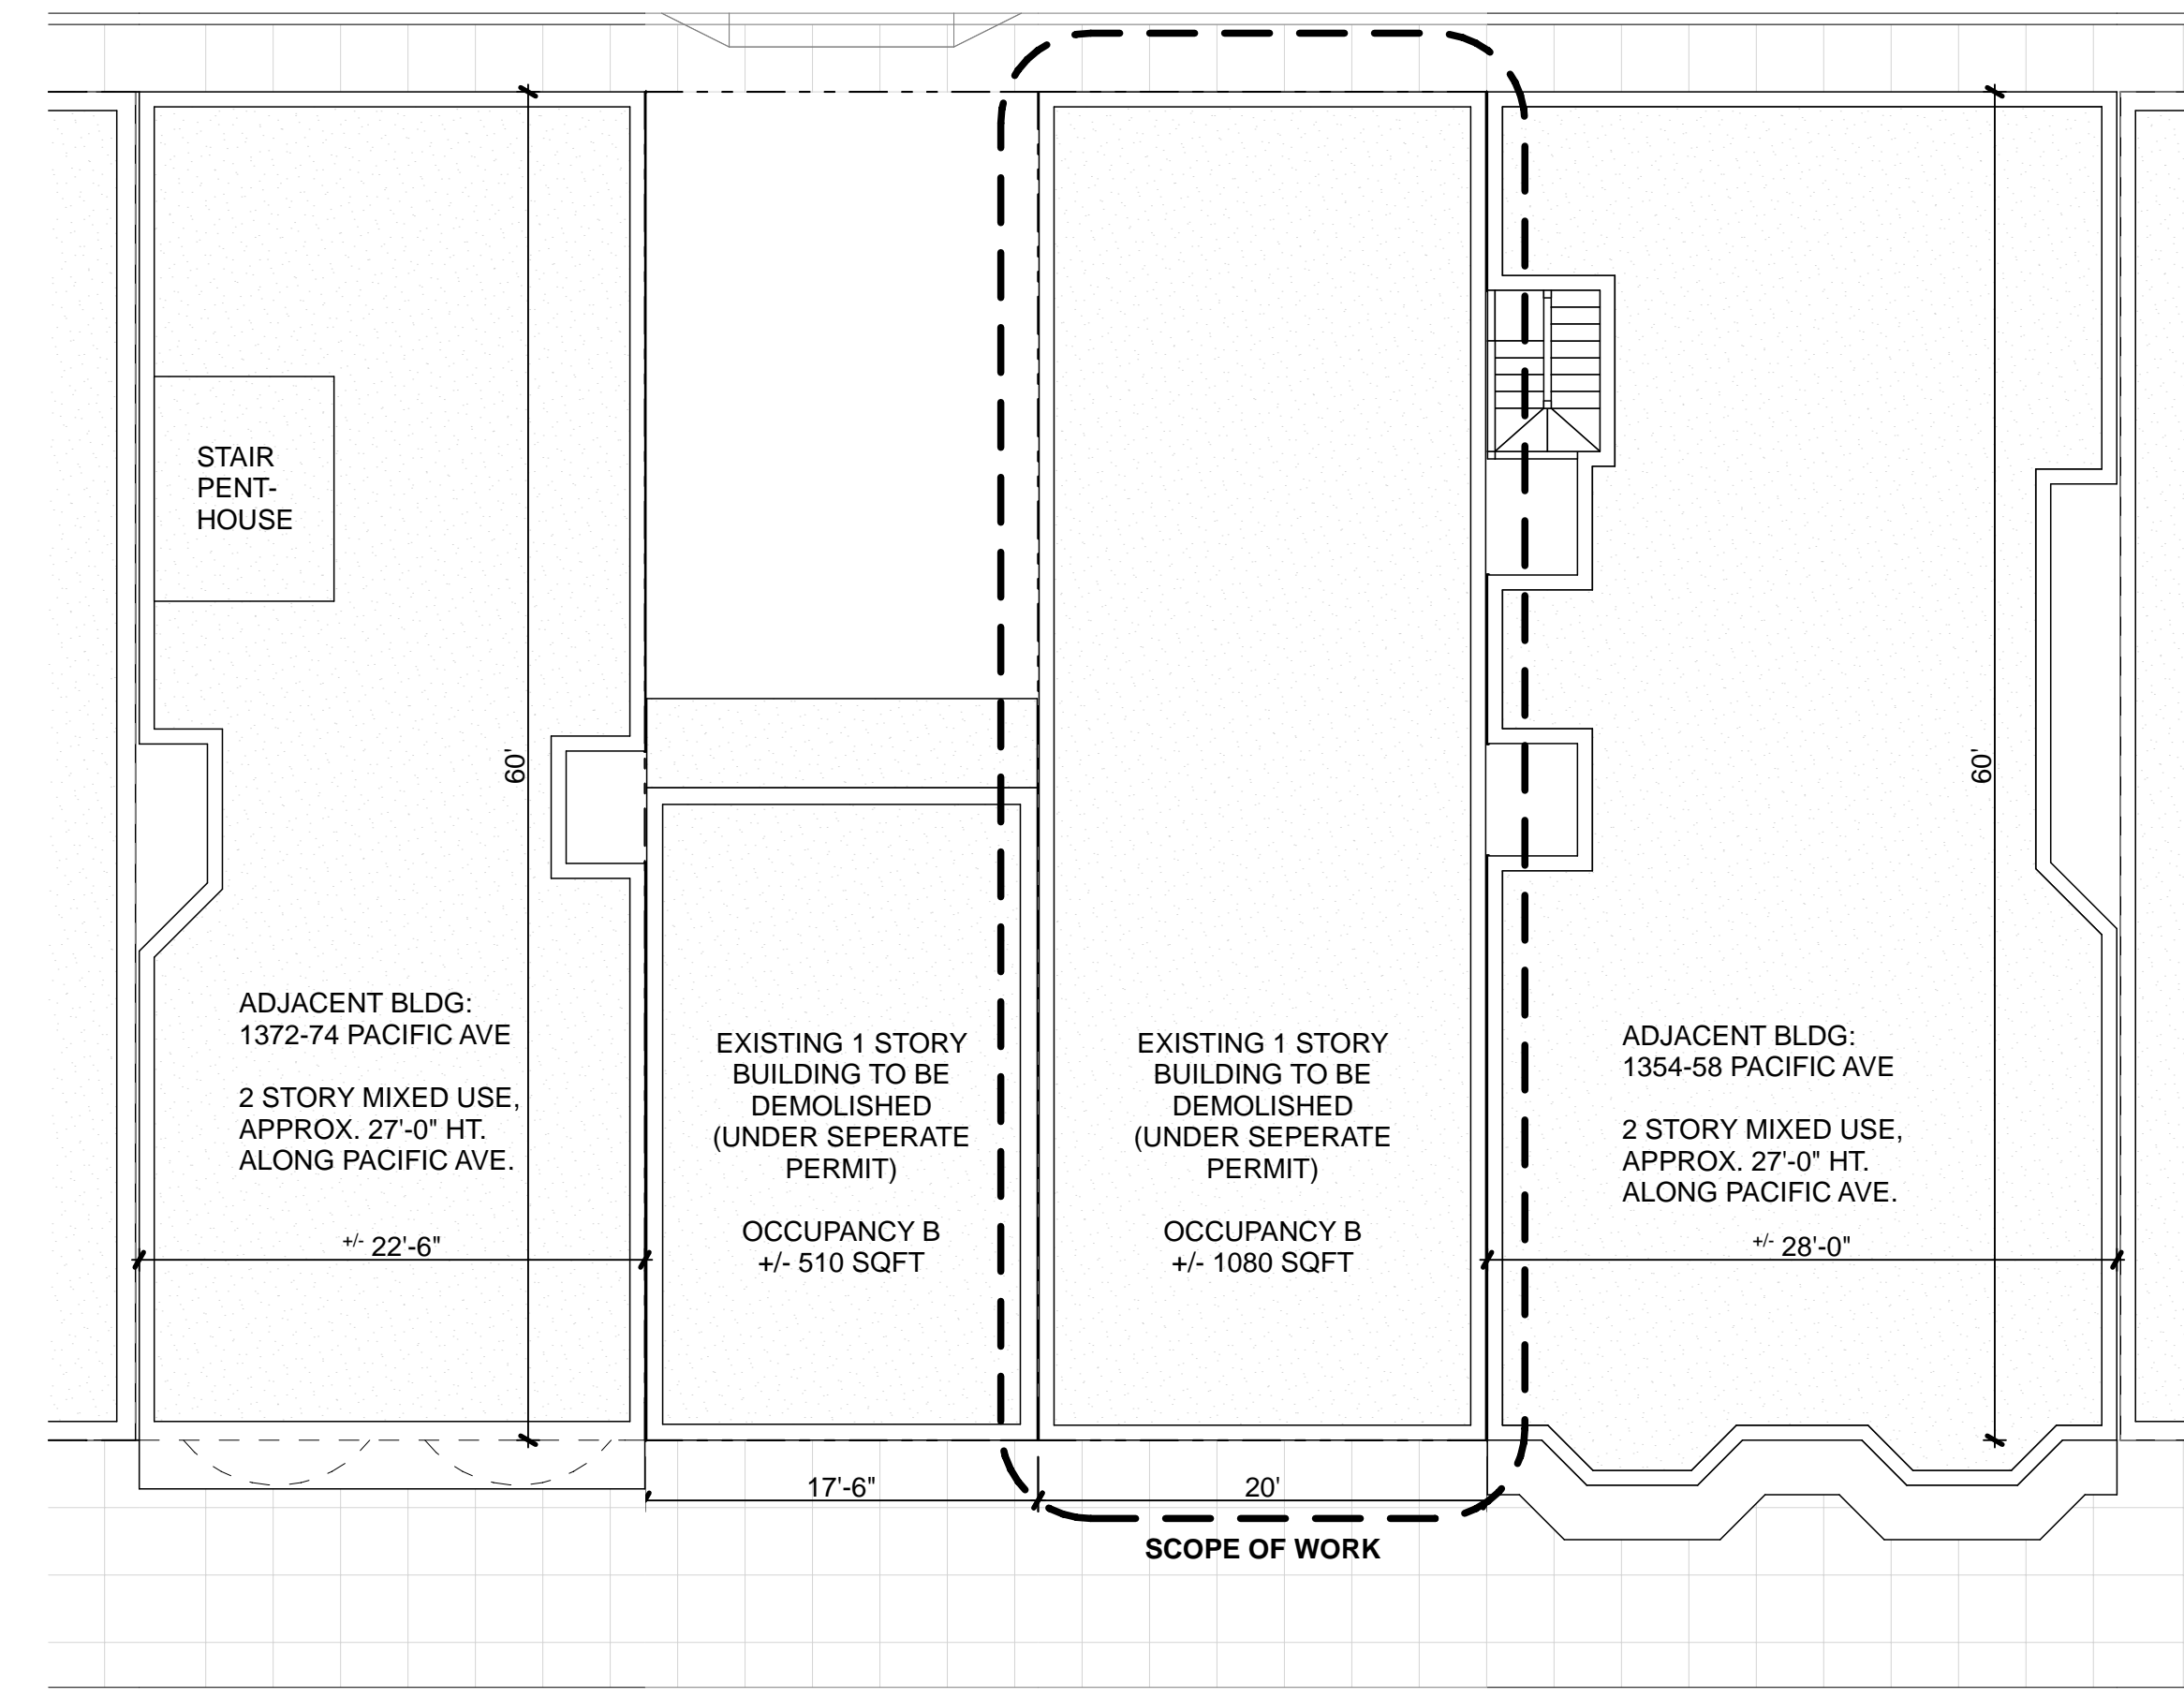 STAIR
PENT-
HOUSE
60'
60'
ADJACENT BLDG:
1372-74 PACIFIC AVE
2 STORY MIXED USE,
APPROX. 27'-0" HT.
ALONG PACIFIC AVE.
+/- 22'-6"
EXISTING 1 STORY
BUILDING TO BE
DEMOLISHED
(UNDER SEPERATE
PERMIT)
OCCUPANCY B
+/- 510 SQFT
EXISTING 1 STORY
BUILDING TO BE
DEMOLISHED
(UNDER SEPERATE
PERMIT)
OCCUPANCY B
+/- 1080 SQFT
ADJACENT BLDG:
1354-58 PACIFIC AVE
2 STORY MIXED USE,
APPROX. 27'-0" HT.
ALONG PACIFIC AVE.
+/- 28'-0"
17'-6"
20'
SCOPE OF WORK